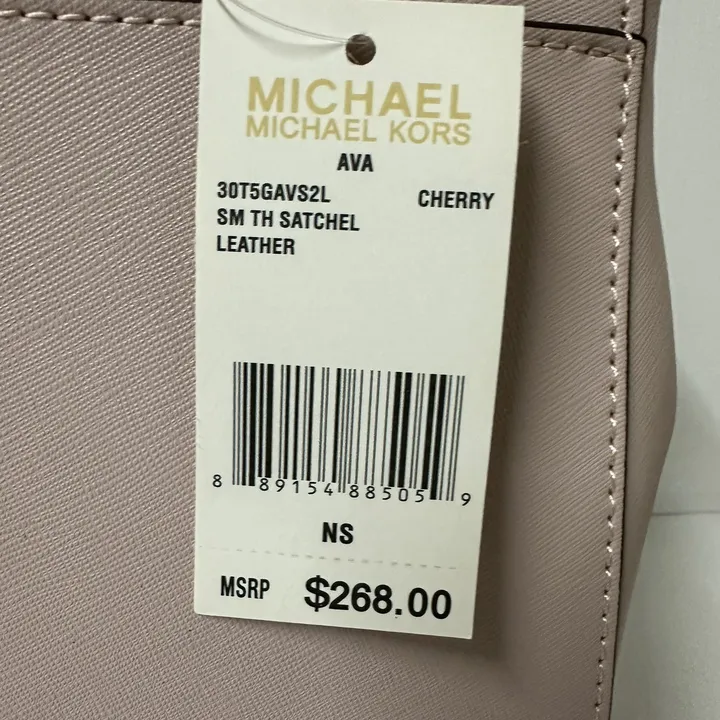 MICHAEL
MICHAEL KORS
AVA
30T5GAVS2L CHERRY
SM TH SATCHEL
LEATHER
8 89154 88505 9
NS
MSRP $268.00